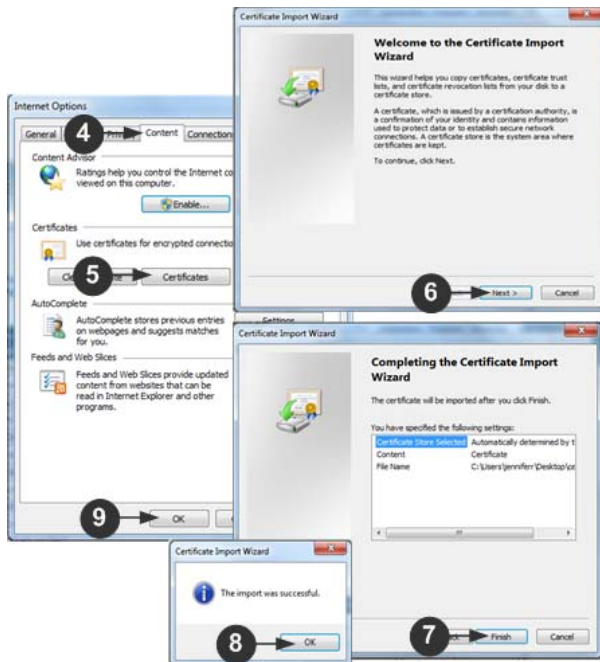 Certificate Import Wizard
Welcome to the Certificate Import
Wizard
This wizard helps you copy certificates, certificate trust
lists, and certificate revocation lists from your disk to a
certificate store.
A certificate, which is issued by a certification authority, is
a confirmation of your identity and contains information
used to protect data or to establish secure network
connections. A certificate store is the system area where
certificates are kept.
To continue, click Next.
6
Next >
Cancel
Internet Options
General
4
Content
Connections
Content Advisor
Ratings help you control the Internet co
viewed on this computer.
Enable...
Certificates
Use certificates for encrypted connectio
5
Certificates
AutoComplete
AutoComplete stores previous entries
on webpages and suggests matches
for you.
Settings
Feeds and Web Slices
Feeds and Web Slices provide updated
content from websites that can be
read in Internet Explorer and other
programs.
9
OK
Certificate Import Wizard
Completing the Certificate Import
Wizard
The certificate will be imported after you click Finish.
You have specified the following settings:
Certificate Store Selected Automatically determined by t
Content Certificate
File Name C:\Users\jenniferr\Desktop\ce
7
Finish
Cancel
Certificate Import Wizard
The import was successful.
8
OK